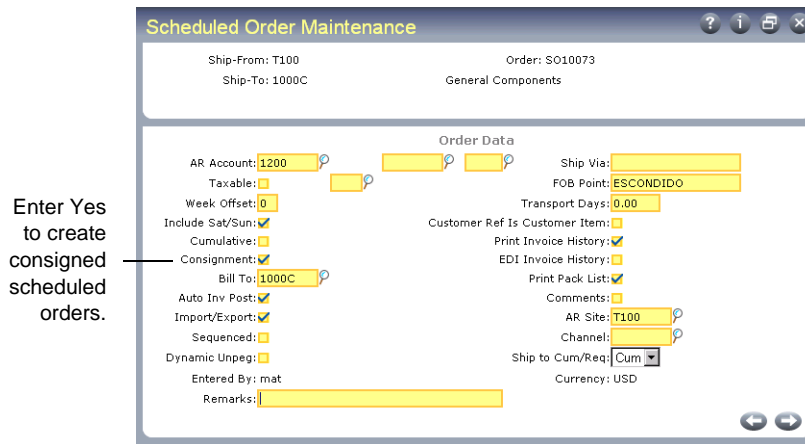 Scheduled Order Maintenance
Ship-From: T100 Order: SO10073
Ship-To: 1000C General Components
Order Data
AR Account: 1200 Ship Via:
Taxable: FOB Point: ESCONDIDO
Week Offset: 0 Transport Days: 0.00
Include Sat/Sun: Customer Ref Is Customer Item:
Cumulative: Print Invoice History:
Consignment: EDI Invoice History:
Bill To: 1000C Print Pack List:
Auto Inv Post: Comments:
Import/Export: AR Site: T100
Sequenced: Channel:
Dynamic Unpeg: Ship to Cum/Req: Cum
Entered By: mat Currency: USD
Remarks:
Enter Yes
to create
consigned
scheduled
orders.